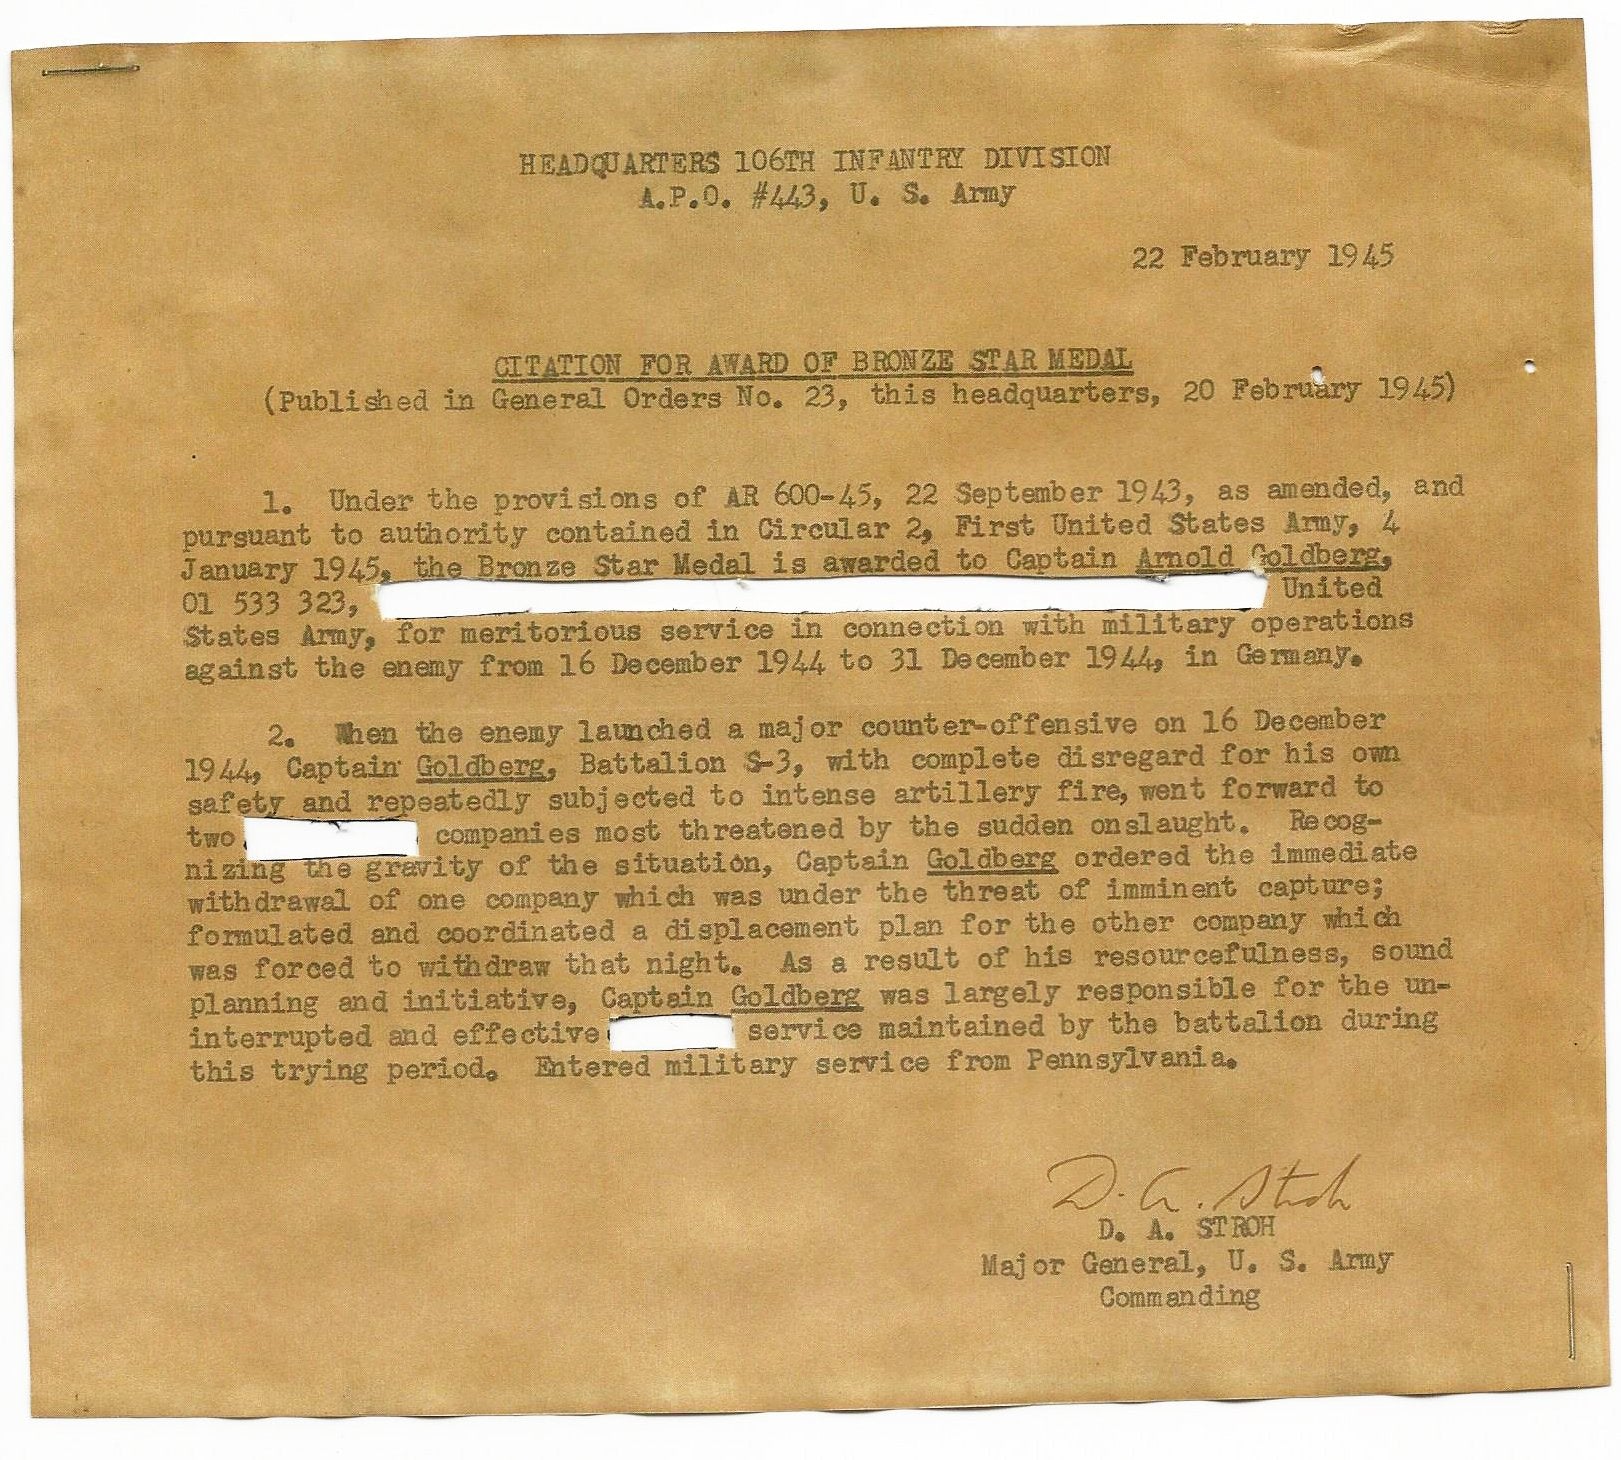 HEADQUARTERS 106TH INFANTRY DIVISION
A.P.O. #443, U. S. Army
22 February 1945
CITATION FOR AWARD OF BRONZE STAR MEDAL
(Published in General Orders No. 23, this headquarters, 20 February 1945)
1. Under the provisions of AR 600-45, 22 September 1943, as amended, and
pursuant to authority contained in Circular 2, First United States Army, 4
January 1945, the Bronze Star Medal is awarded to Captain Arnold Goldberg,
01 533 323, United
States Army, for meritorious service in connection with military operations
against the enemy from 16 December 1944 to 31 December 1944, in Germany.
2. When the enemy launched a major counter-offensive on 16 December
1944, Captain Goldberg, Battalion S-3, with complete disregard for his own
safety and repeatedly subjected to intense artillery fire, went forward to
two companies most threatened by the sudden onslaught. Recog-
nizing the gravity of the situation, Captain Goldberg ordered the immediate
withdrawal of one company which was under the threat of imminent capture;
formulated and coordinated a displacement plan for the other company which
was forced to withdraw that night. As a result of his resourcefulness, sound
planning and initiative, Captain Goldberg was largely responsible for the un-
interrupted and effective service maintained by the battalion during
this trying period. Entered military service from Pennsylvania.
D. A. Stroh
D. A. STROH
Major General, U. S. Army
Commanding